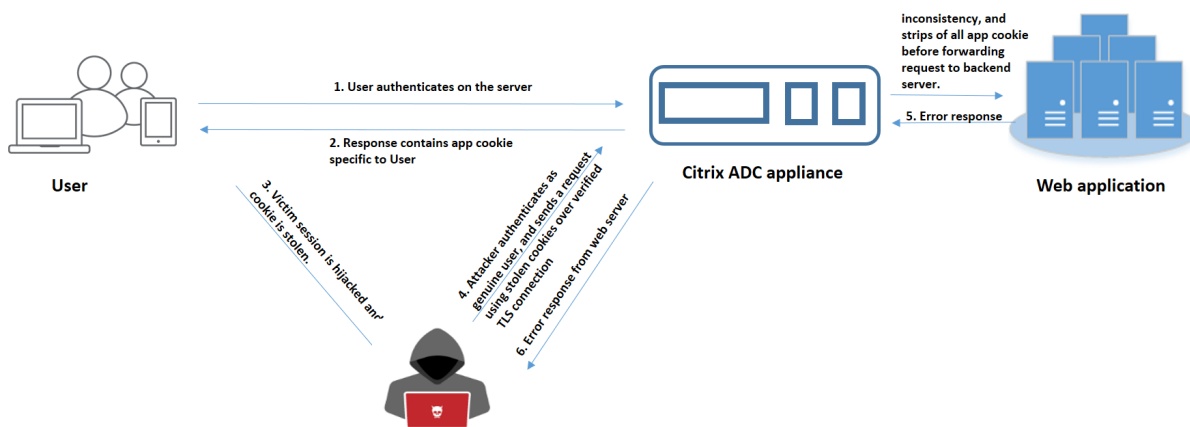 inconsistency, and
strips of all app cookie
before forwarding
request to backend
server.
1. User authenticates on the server
5. Error response
2. Response contains app cookie
specific to User
User
Citrix ADC appliance
Web application
3. Victim session is hijacked and
cookie is stolen.
4. Attacker authenticates as
genuine user, and sends a request
using stolen cookies over verified
TLS connection
6. Error response from web server